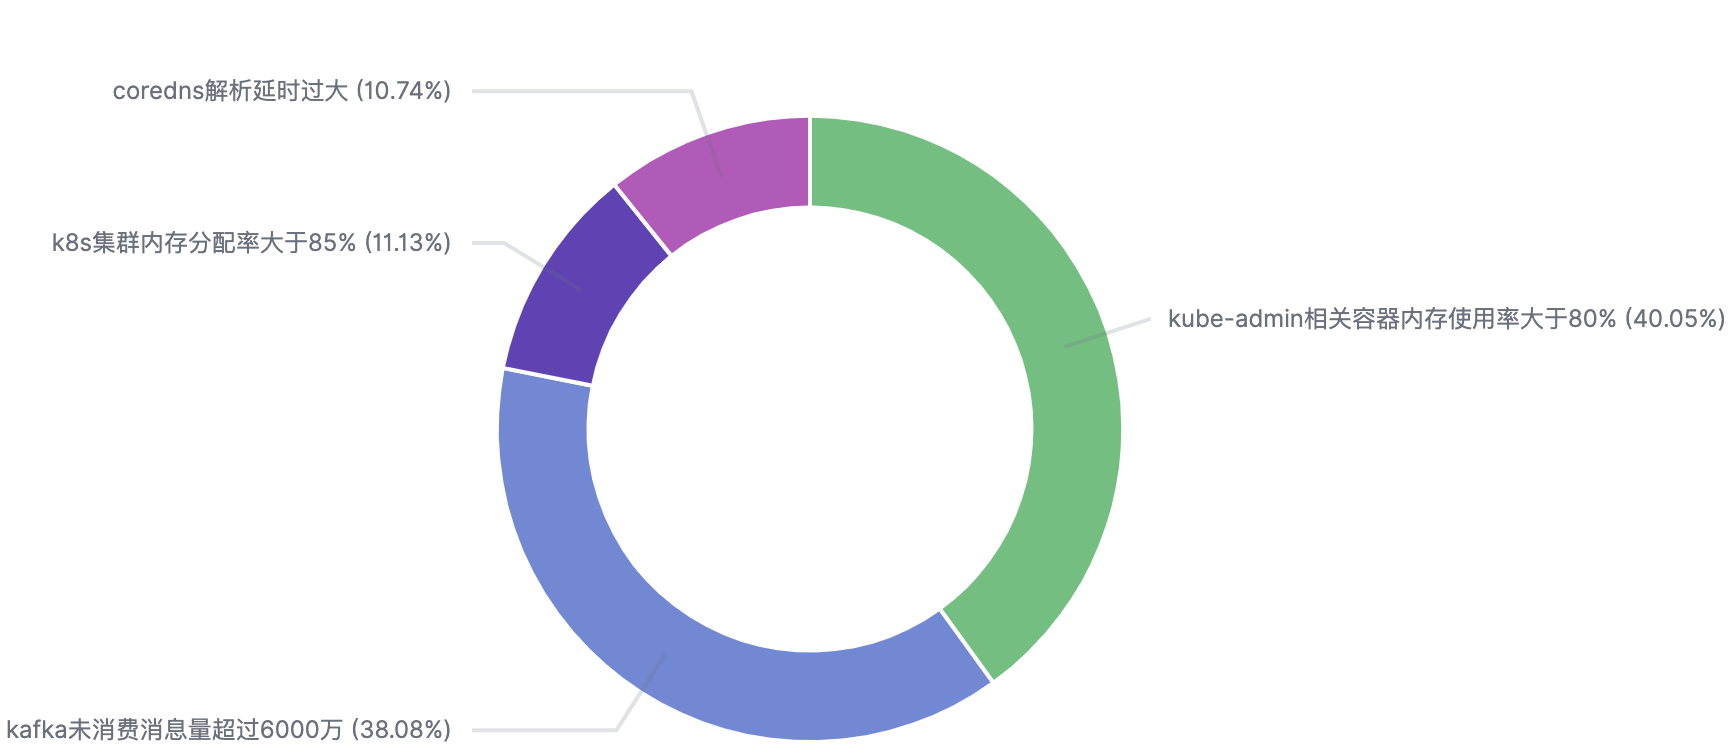 coredns解析延时过大 (10.74%)
k8s集群内存分配率大于85% (11.13%)
kube-admin相关容器内存使用率大于80% (40.05%)
kafka未消费消息量超过6000万 (38.08%)